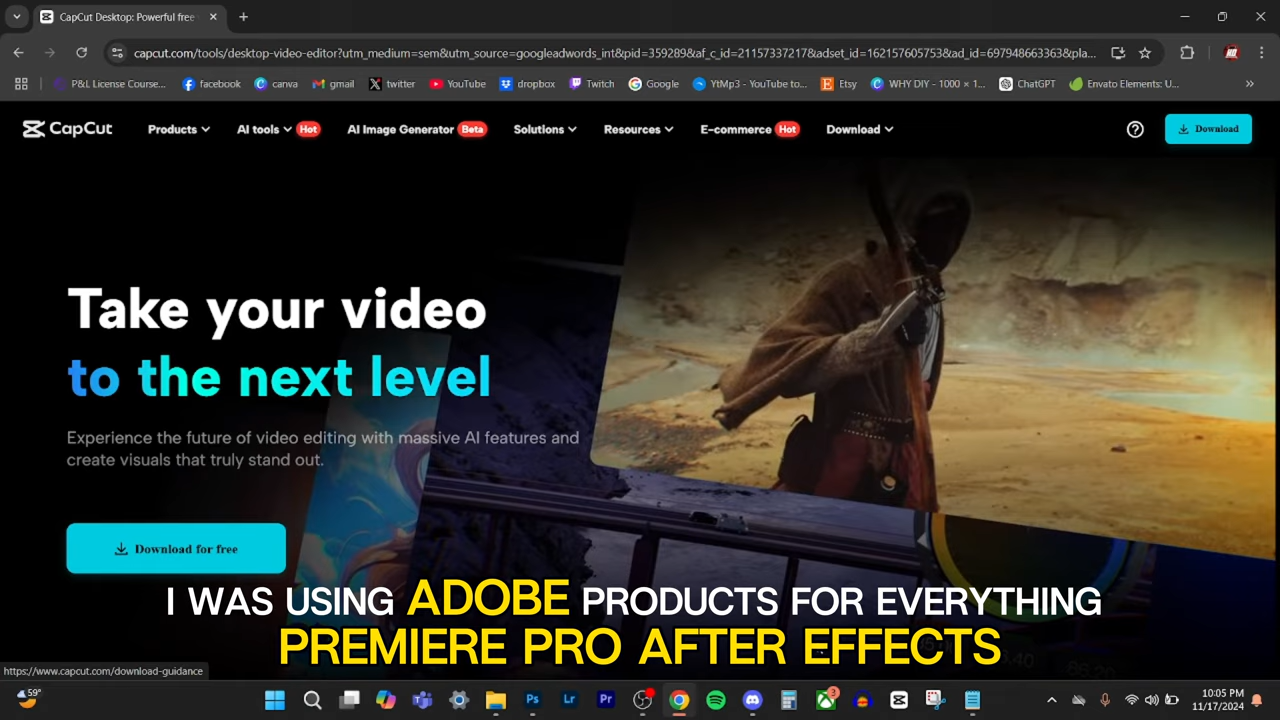 CapCut Desktop: Powerful free
capcut.com/tools/desktop-video-editor?utm_medium=sem&utm_source=googleadwords_int&pid=359289&af_c_id=21157337217&adset_id=162157605753&ad_id=697948663363&pla...
P&L License Course... facebook canva gmail twitter YouTube dropbox Twitch Google YtMp3 - YouTube to... Etsy WHY DIY - 1000 × 1... ChatGPT Envato Elements: U...
CapCut Products AI tools Hot AI Image Generator Beta Solutions Resources E-commerce Hot Download Download
Take your video
to the next level
Experience the future of video editing with massive AI features and
create visuals that truly stand out.
Download for free
I WAS USING ADOBE PRODUCTS FOR EVERYTHING
PREMIERE PRO AFTER EFFECTS
https://www.capcut.com/download-guidance
59°
Ps Lr Pr 3
10:05 PM
11/17/2024